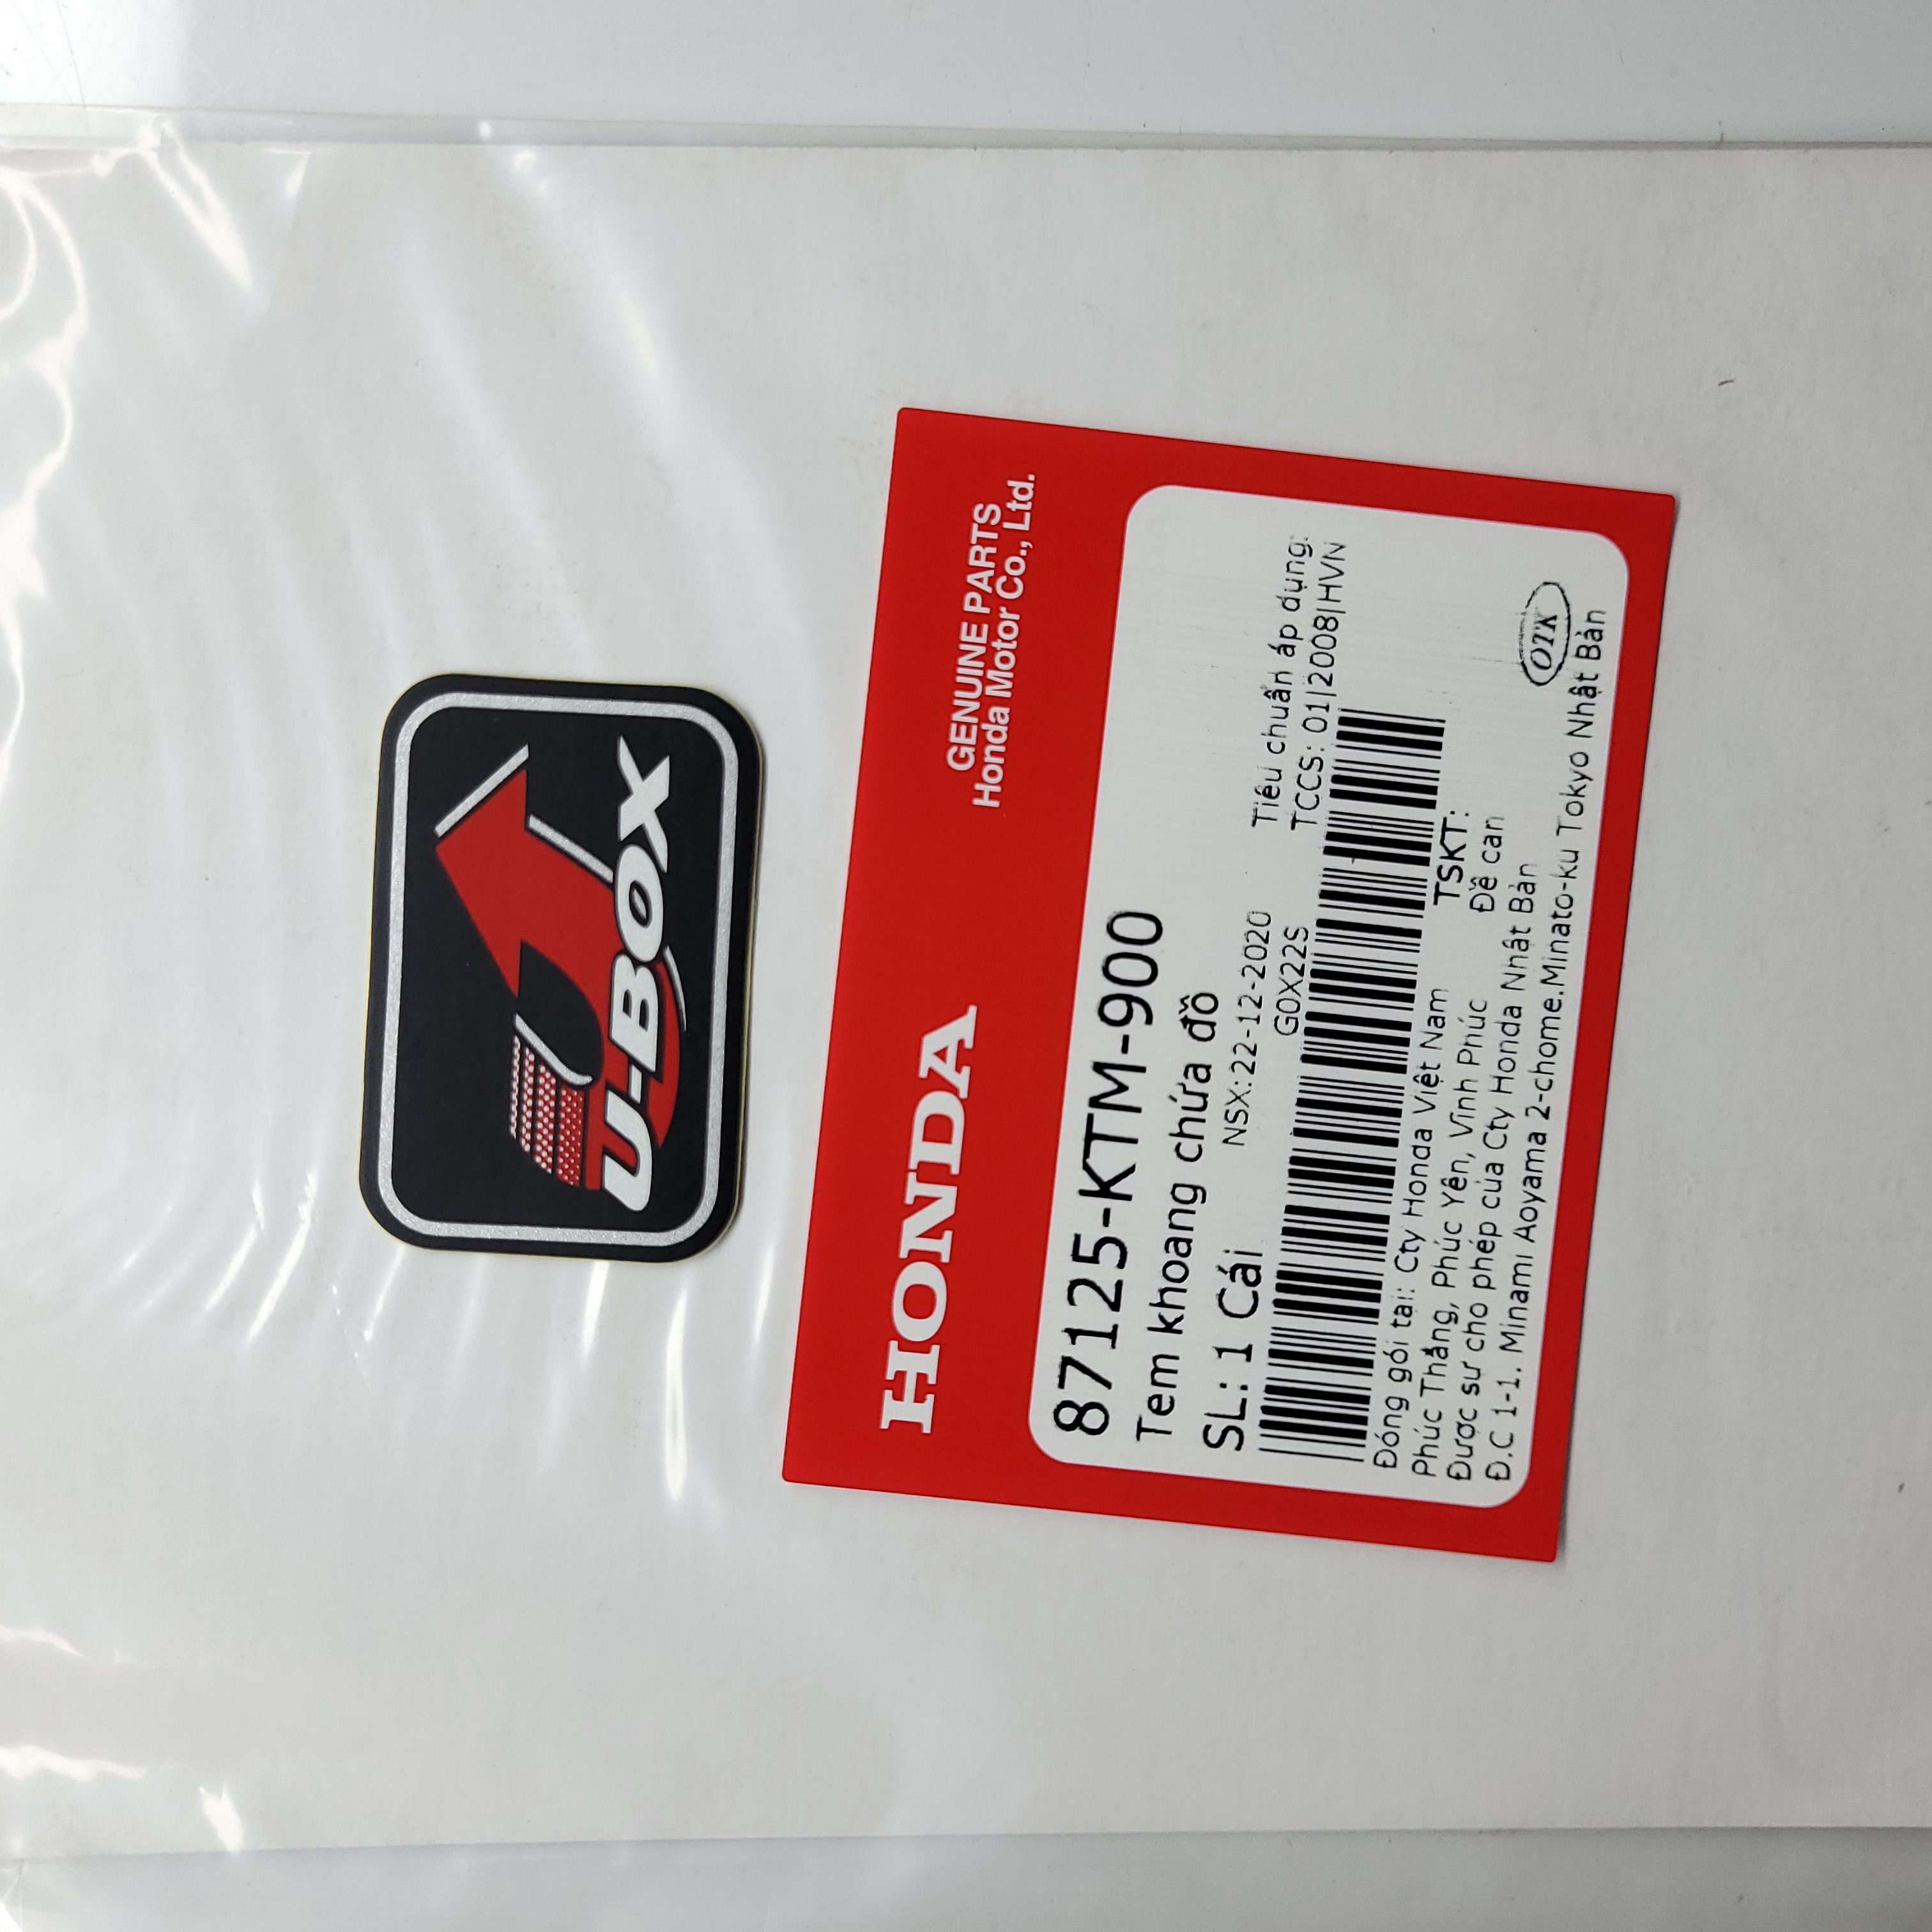 U-BOX
HONDA
GENUINE PARTS
Honda Motor Co., Ltd.
87125-KTM-900
Tem khoang chứa đồ
SL: 1 Cái
NSX:22-12-2020
G0X22S
Tiêu chuẩn áp dụng:
TCCS: 01|2008|HVN
Đóng gói tại: Cty Honda Việt Nam
Phúc Thắng, Phúc Yên, Vĩnh Phúc
TSKT:
Đề can
Được sự cho phép của Cty Honda Nhật Bản
Đ.C 1-1. Minami Aoyama 2-chome.Minato-ku Tokyo Nhật Bản
OTK